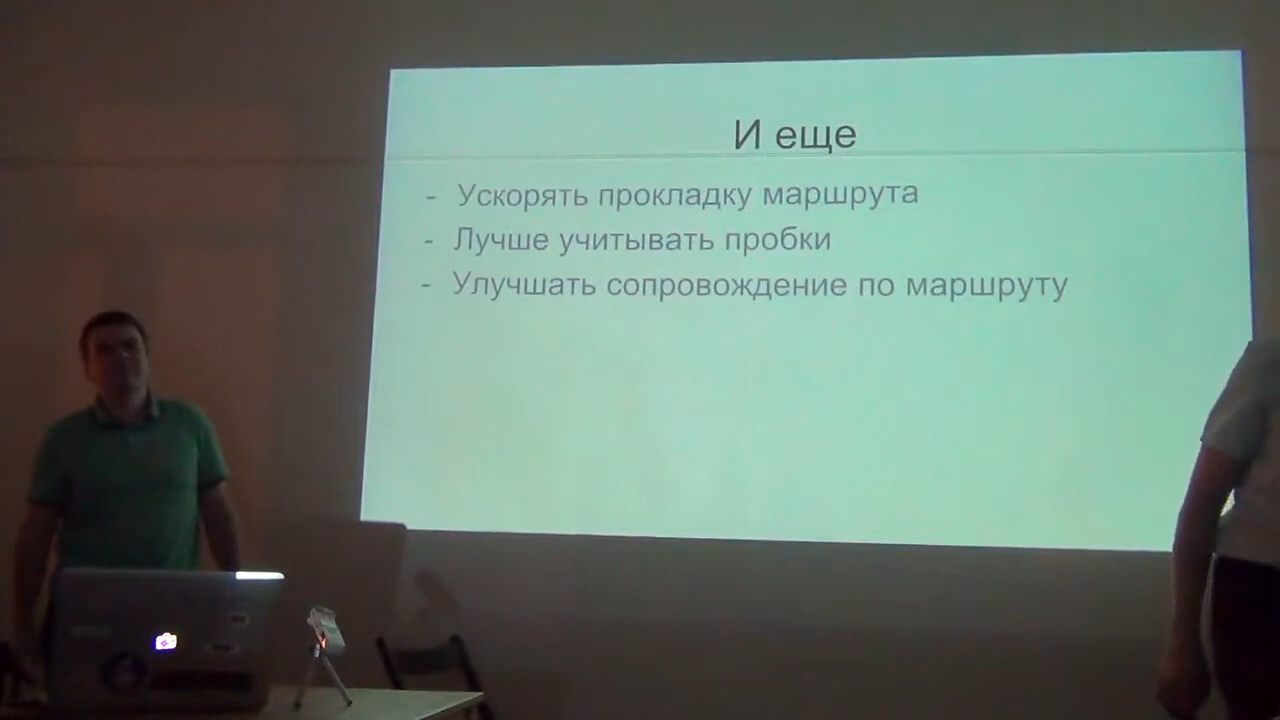 И еще
- Ускорять прокладку маршрута
- Лучше учитывать пробки
- Улучшать сопровождение по маршруту